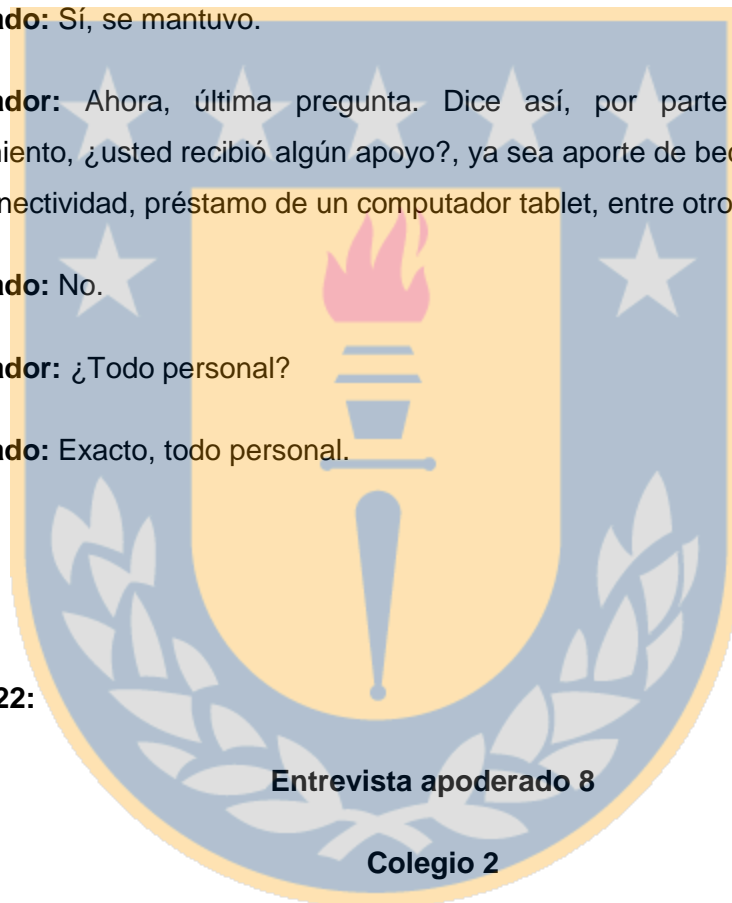 ado: Sí, se mantuvo.
ador: Ahora, última pregunta. Dice así, por parte
niento, ¿usted recibió algún apoyo?, ya sea aporte de bec
nectividad, préstamo de un computador tablet, entre otro
ado: No.
ador: ¿Todo personal?
ado: Exacto, todo personal.
22:
Entrevista apoderado 8
Colegio 2